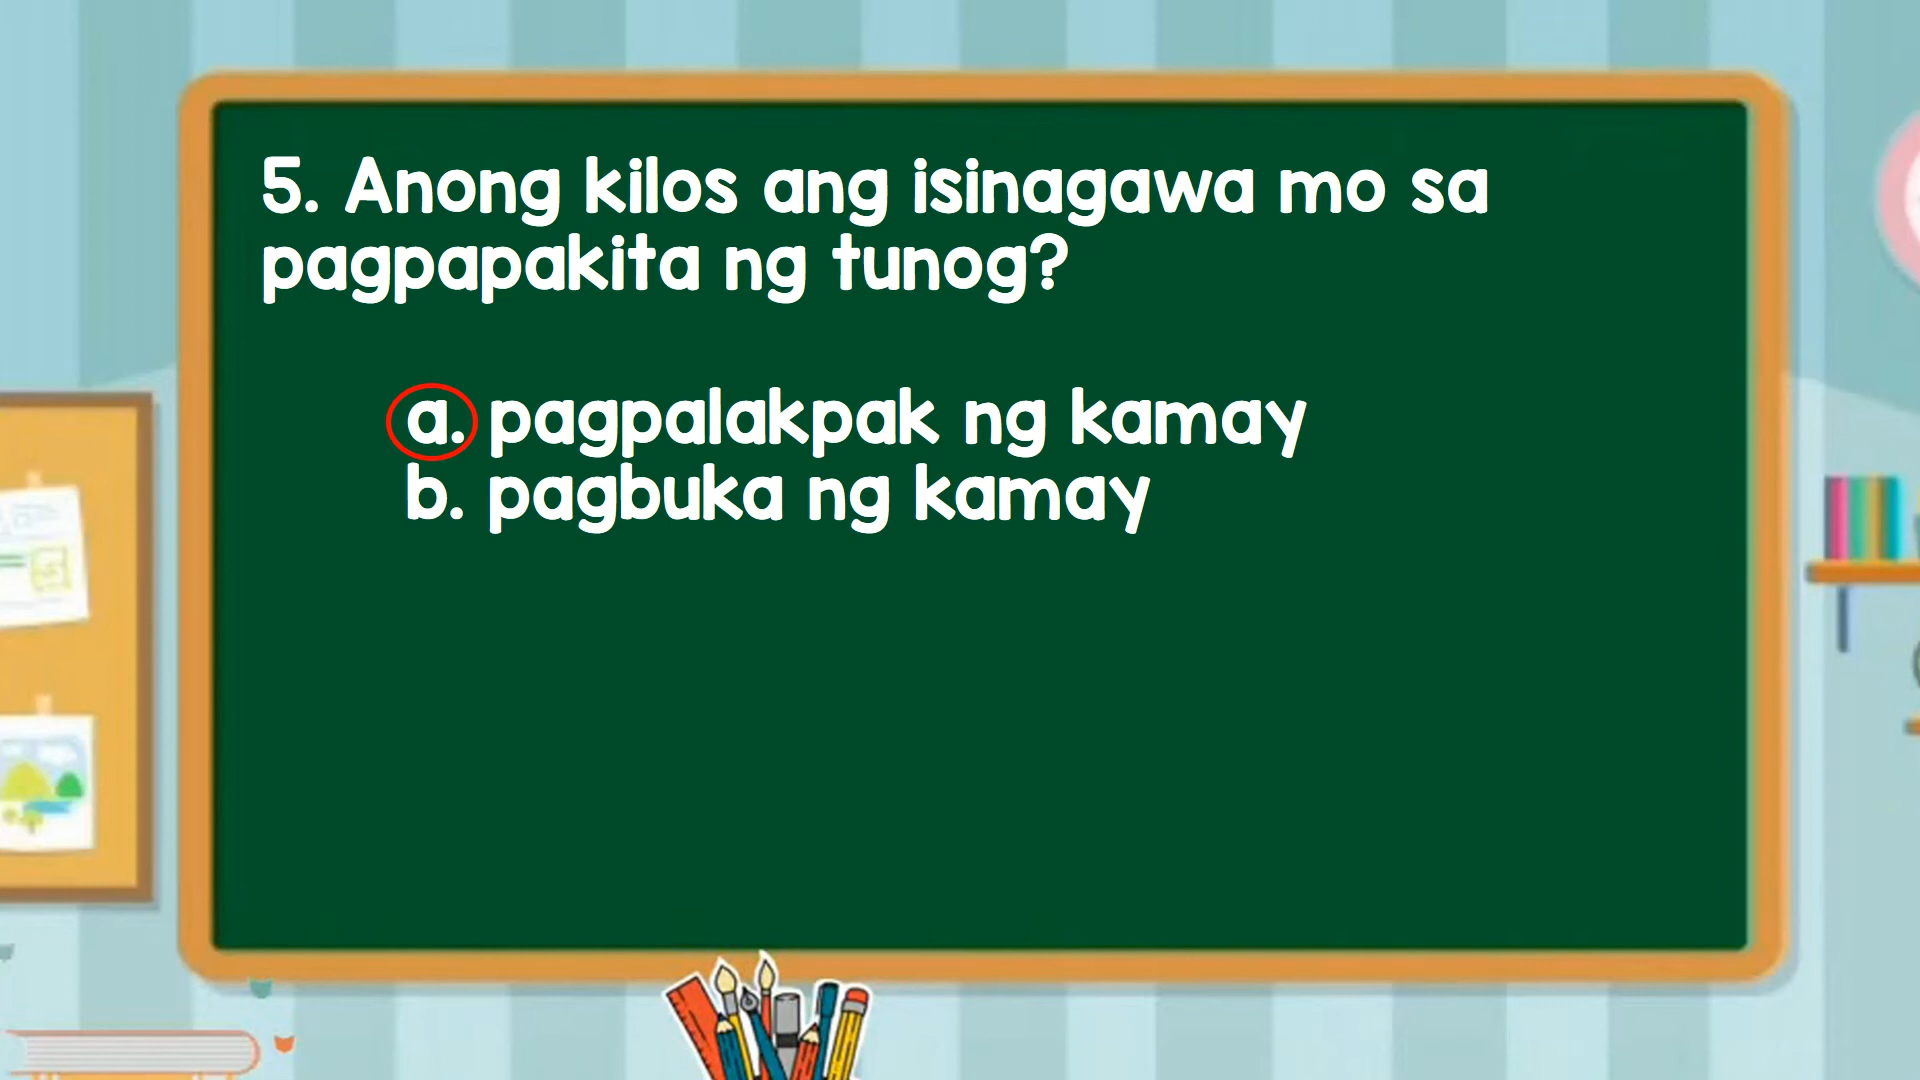 5. Anong kilos ang isinagawa mo sa
pagpapakita ng tunog?
a. pagpalakpak ng kamay
b. pagbuka ng kamay